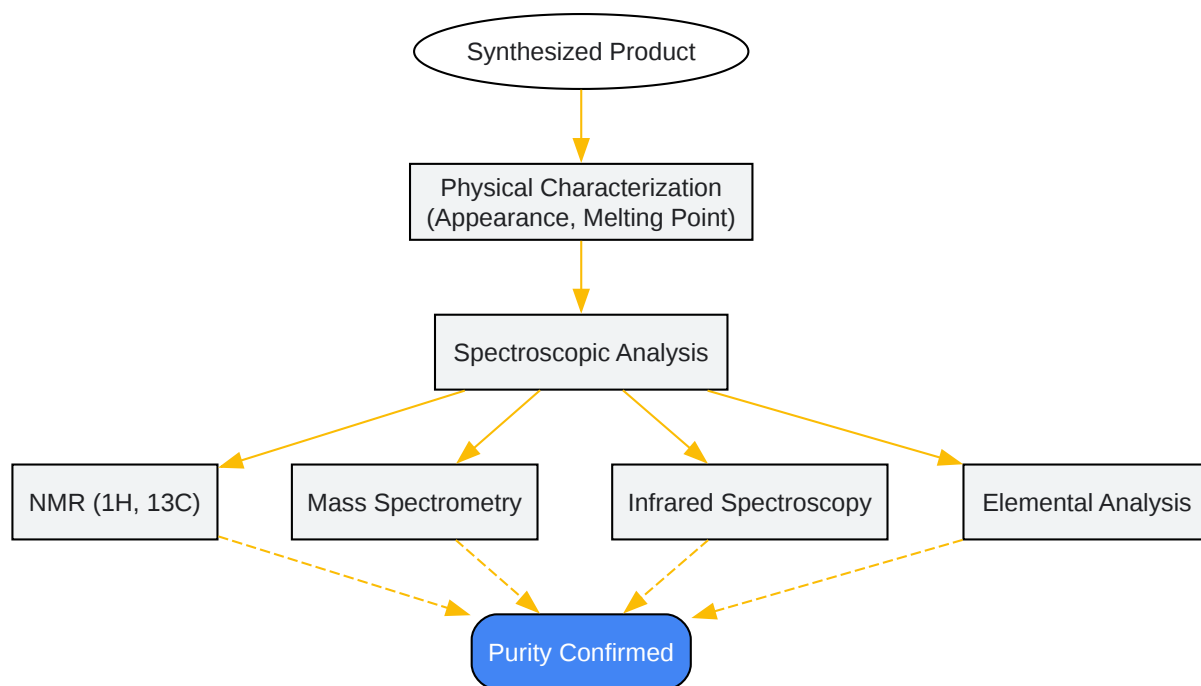 Synthesized Product
Physical Characterization
(Appearance, Melting Point)
Spectroscopic Analysis
NMR (1H, 13C)
Mass Spectrometry
Infrared Spectroscopy
Elemental Analysis
Purity Confirmed